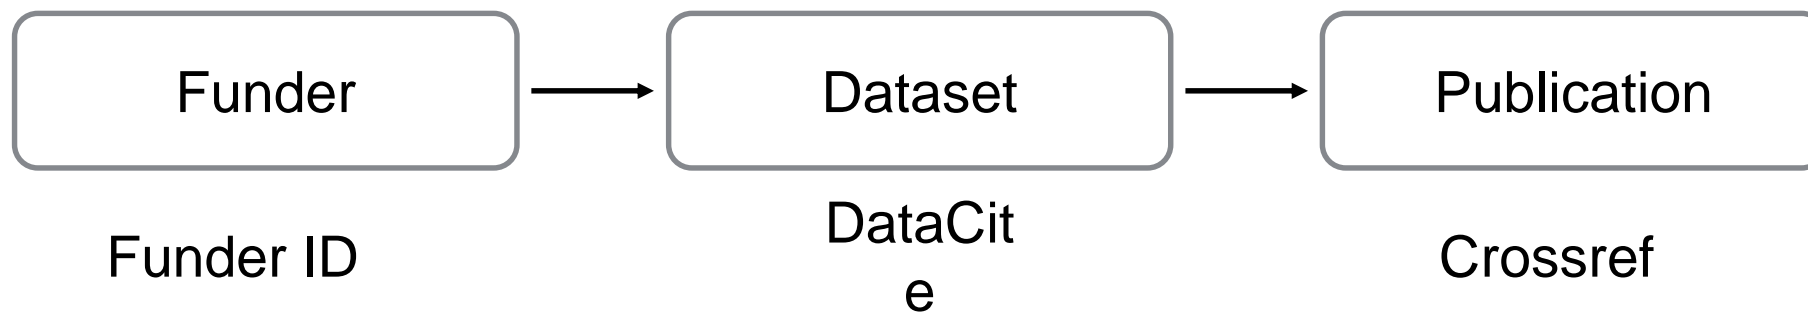 Funder
Dataset
Publication
Funder ID
DataCit
e
Crossref